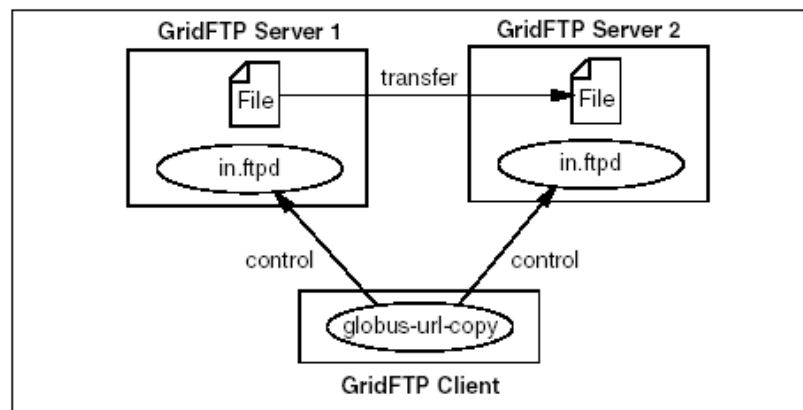 GridFTP Server 1
GridFTP Server 2
File
transfer
File
in.ftpd
in.ftpd
control
control
globus-url-copy
GridFTP Client